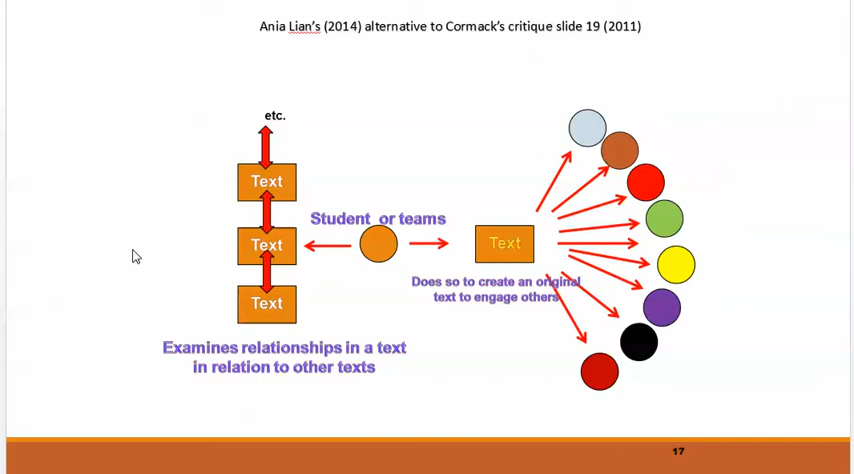 Ania Lian's (2014) alternative to Cormack's critique slide 19 (2011)
etc.
Text
Student or teams
Text
Text
Does so to create an original
text to engage others
Text
Examines relationships in a text
in relation to other texts
17